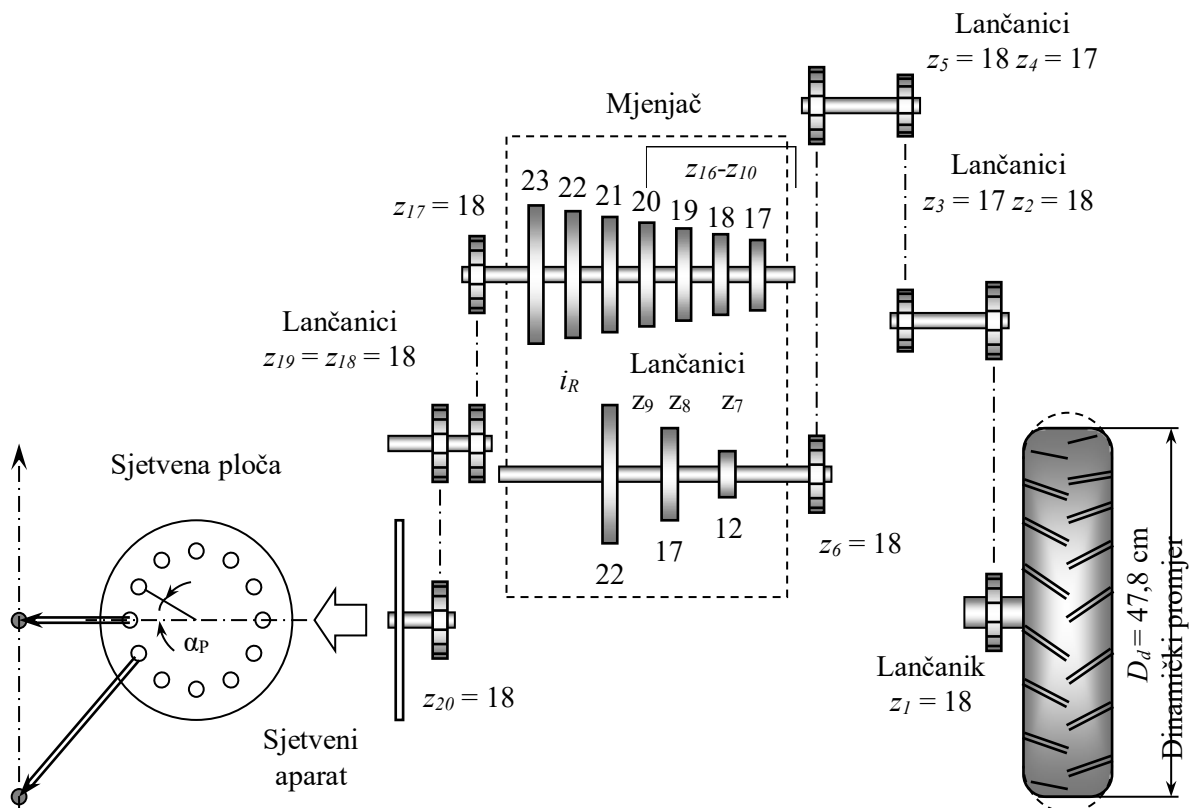 Lančanici
z5 = 18 z4 = 17
Mjenjač
z16-z10
Lančanici
z3 = 17 z2 = 18
23 22 21 20 19 18 17
z17 = 18
Lančanici
z19 = z18 = 18
iR
Lančanici
z9 z8 z7
Sjetvena ploča
12
17
22
z6 = 18
αP
Lančanik
z1 = 18
z20 = 18
Sjetveni
aparat
Dd = 47,8 cm
Dinamički promjer